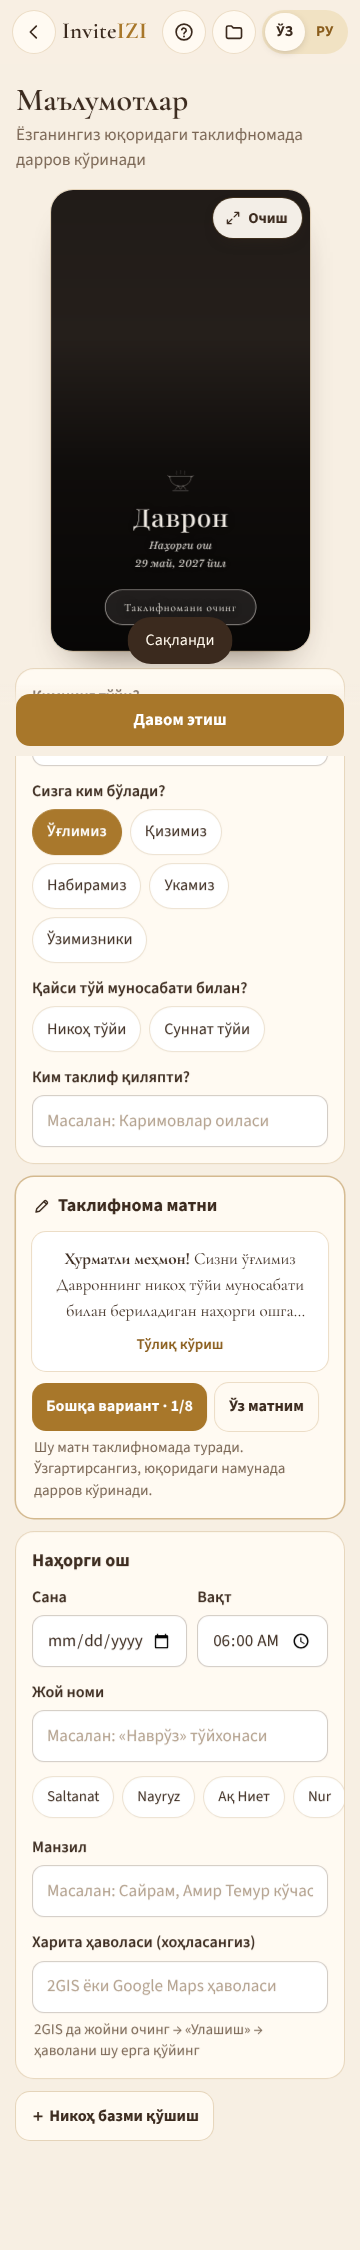 InviteIZI
ЎЗ
РУ
Маълумотлар
Ёзганингиз юқоридаги таклифномада
дарров кўринади
Очиш
Даврон
Наҳорги ош
29 май, 2027 йил
Таклифномани очинг
Сақланди
Давом этиш
Сизга ким бўлади?
Ўғлимиз
Қизимиз
Набирамиз
Укамиз
Ўзимизники
Қайси тўй муносабати билан?
Никоҳ тўйи
Суннат тўйи
Ким таклиф қиляпти?
Масалан: Каримовлар оиласи
Таклифнома матни
Ҳурматли меҳмон! Сизни ўғлимиз
Давроннинг никоҳ тўйи муносабати
билан бериладиган наҳорги ошга...
Тўлиқ кўриш
Бошқа вариант · 1/8
Ўз матним
Шу матн таклифномада туради.
Ўзгартирсангиз, юқоридаги намунада
дарров кўринади.
Наҳорги ош
Сана
Вақт
mm/dd/yyyy
06:00 AM
Жой номи
Масалан: «Наврўз» тўйхонаси
Saltanat
Nayryz
Ақ Ниет
Nur
Манзил
Масалан: Сайрам, Амир Темур кўчас
Харита ҳаволаси (хоҳласангиз)
2GIS ёки Google Maps ҳаволаси
2GIS да жойни очинг → «Улашиш» →
ҳаволани шу ерга қўйинг
+ Никоҳ базми қўшиш